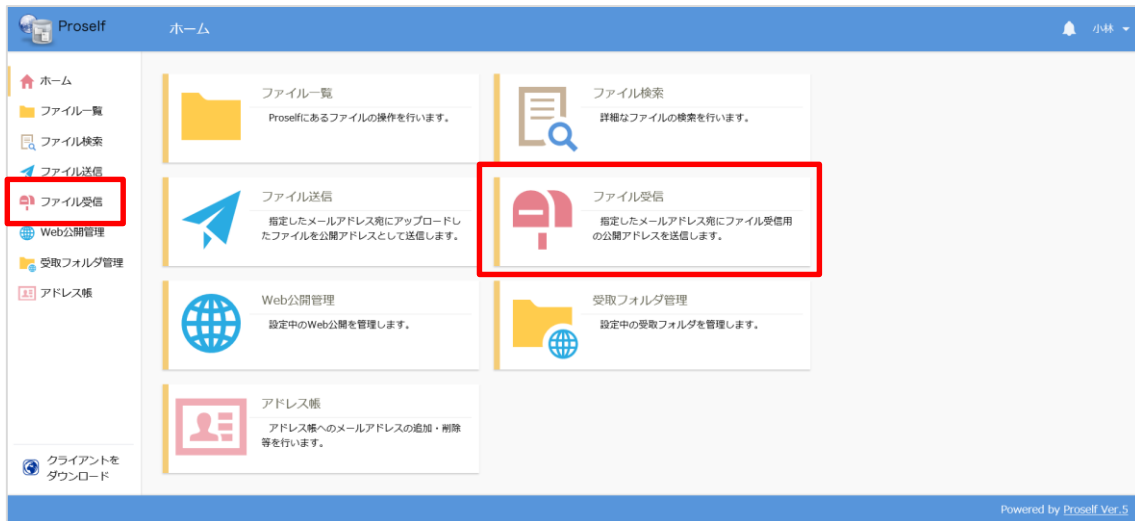 Proself
ホーム
小林
ホーム
ファイル一覧
ファイル検索
ファイル送信
ファイル受信
Web公開管理
受取フォルダ管理
アドレス帳
クライアントを
ダウンロード
ファイル一覧
Proselfにあるファイルの操作を行います。
ファイル検索
詳細なファイルの検索を行います。
ファイル送信
指定したメールアドレス宛にアップロードし
たファイルを公開アドレスとして送信します。
ファイル受信
指定したメールアドレス宛にファイル受信用
の公開アドレスを送信します。
Web公開管理
設定中のWeb公開を管理します。
受取フォルダ管理
設定中の受取フォルダを管理します。
アドレス帳
アドレス帳へのメールアドレスの追加・削除
等を行います。
Powered by Proself Ver.5